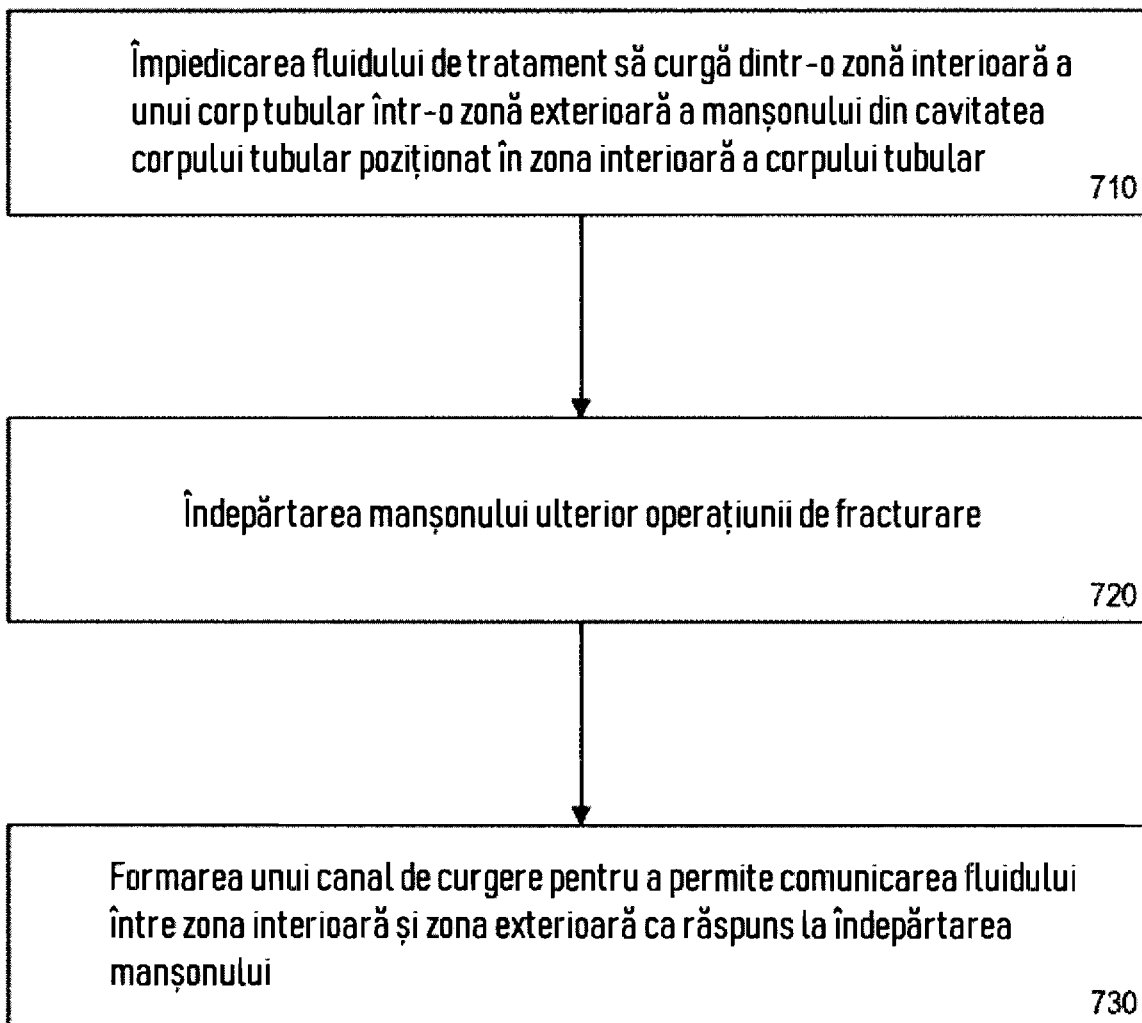 Împiedicarea fluidului de tratament să curgă dintr-o zonă interioară a
unui corp tubular într-o zonă exterioară a manșonului din cavitatea
corpului tubular poziționat în zona interioară a corpului tubular
710
Îndepărtarea manșonului ulterior operațiunii de fracturare
720
Formarea unui canal de curgere pentru a permite comunicarea fluidului
între zona interioară și zona exterioară ca răspuns la îndepărtarea
manșonului
730